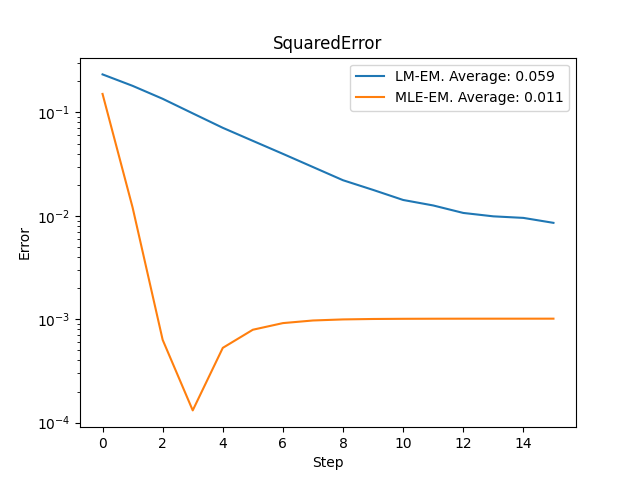 SquaredError
LM-EM. Average: 0.059
MLE-EM. Average: 0.011
Error
10⁻¹
10⁻²
10⁻³
10⁻⁴
0 2 4 6 8 10 12 14
Step